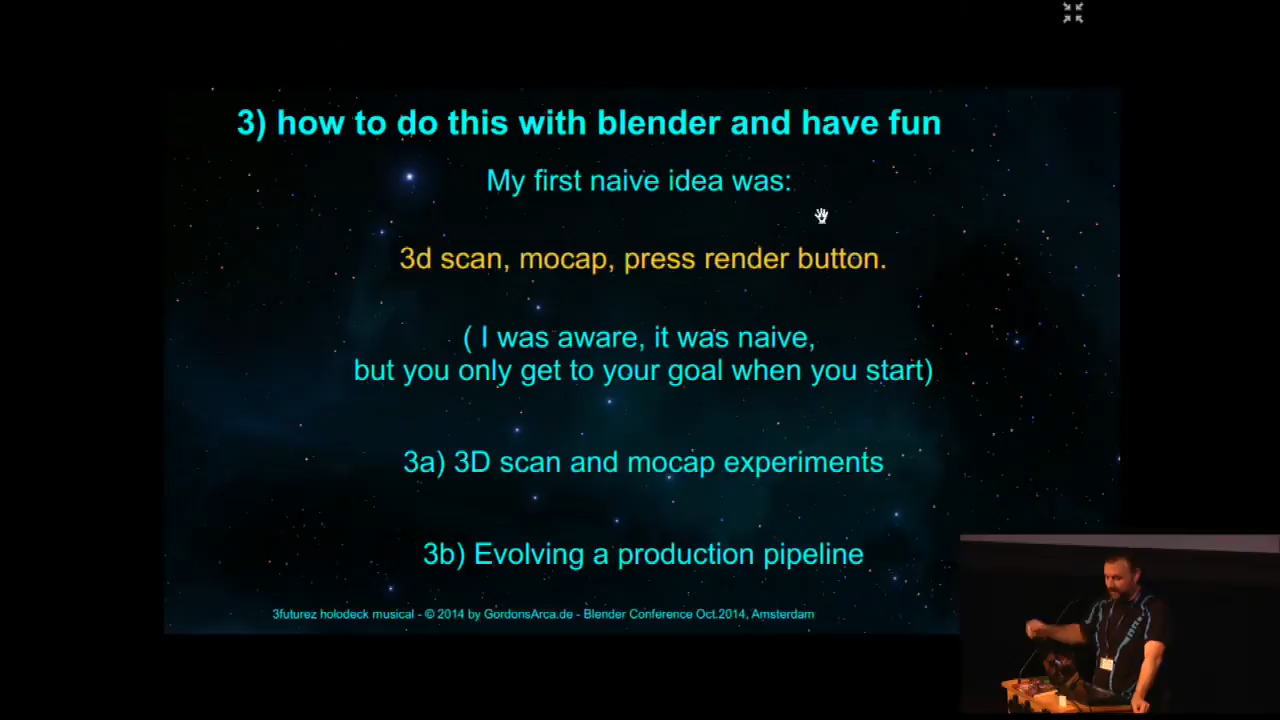 3) how to do this with blender and have fun
My first naive idea was:
3d scan, mocap, press render button.
( I was aware, it was naive,
but you only get to your goal when you start)
3a) 3D scan and mocap experiments
3b) Evolving a production pipeline
3futurez holodeck musical - © 2014 by GordonsArca.de - Blender Conference Oct.2014, Amsterdam